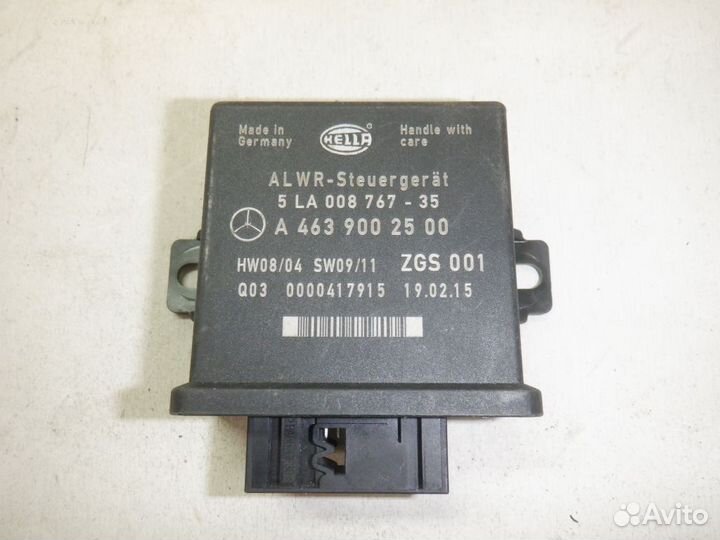 Made in
Germany
HELLA
®
Handle with
care
ALWR-Steuergerät
5 LA 008 767 - 35
A 463 900 25 00
HW08/04 SW09/11 ZGS 001
Q03 0000417915 19.02.15
Avito